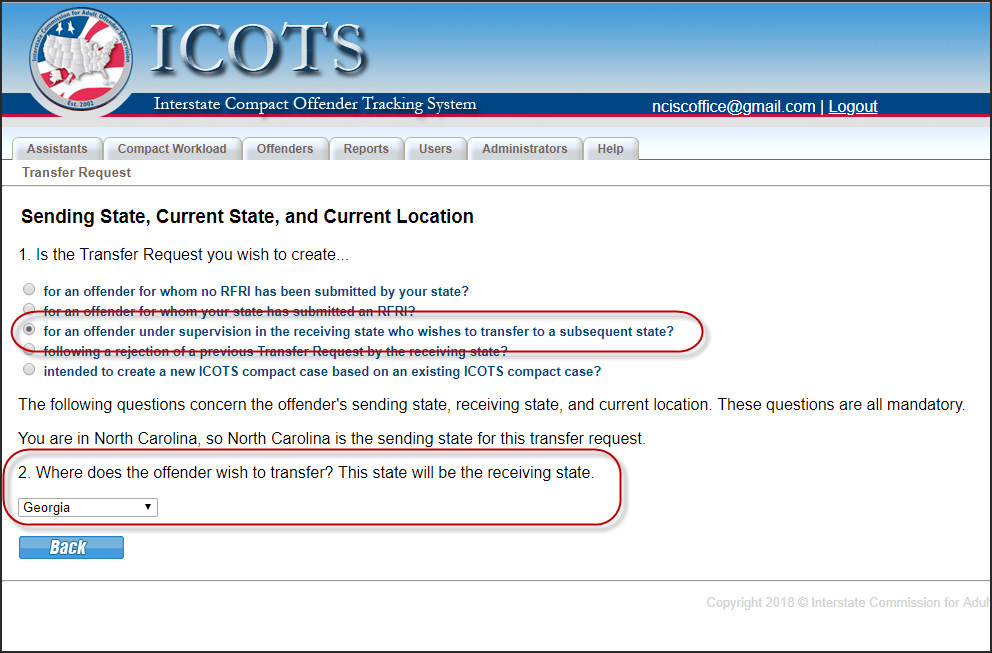 Interstate Commission for Adult Offender Supervision
Est. 2002
ICOTS
Interstate Compact Offender Tracking System
nciscoffice@gmail.com | Logout
Assistants Compact Workload Offenders Reports Users Administrators Help
Transfer Request
Sending State, Current State, and Current Location
1. Is the Transfer Request you wish to create...
for an offender for whom no RFRI has been submitted by your state?
for an offender for whom your state has submitted an RFRI?
for an offender under supervision in the receiving state who wishes to transfer to a subsequent state?
following a rejection of a previous Transfer Request by the receiving state?
intended to create a new ICOTS compact case based on an existing ICOTS compact case?
The following questions concern the offender's sending state, receiving state, and current location. These questions are all mandatory.
You are in North Carolina, so North Carolina is the sending state for this transfer request.
2. Where does the offender wish to transfer? This state will be the receiving state.
Georgia
Back
Copyright 2018 © Interstate Commission for Adul